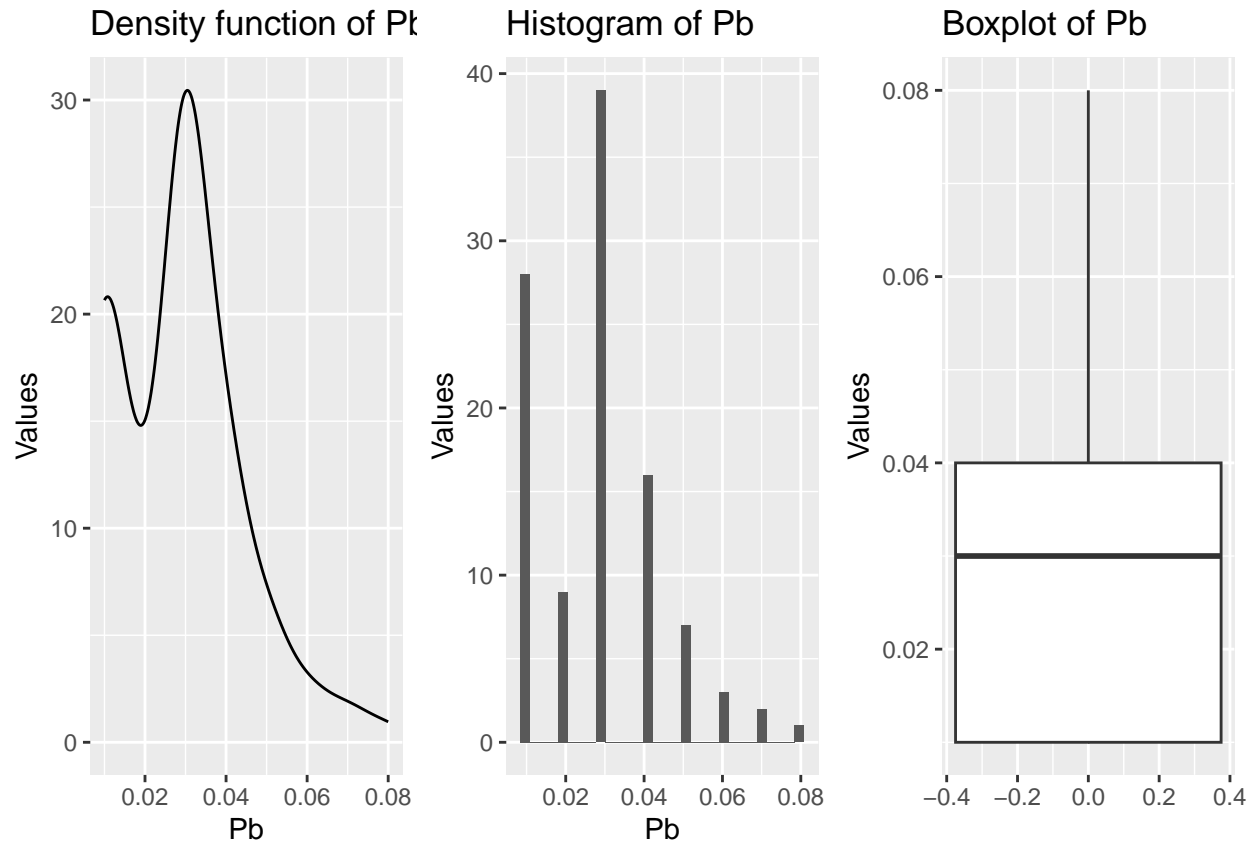 Density function of Pb
Histogram of Pb
Boxplot of Pb
Values
30
20
10
0
0.02 0.04 0.06 0.08
Pb
Values
40
30
20
10
0
0.02 0.04 0.06 0.08
Pb
Values
0.08
0.06
0.04
0.02
−0.4 −0.2 0.0 0.2 0.4